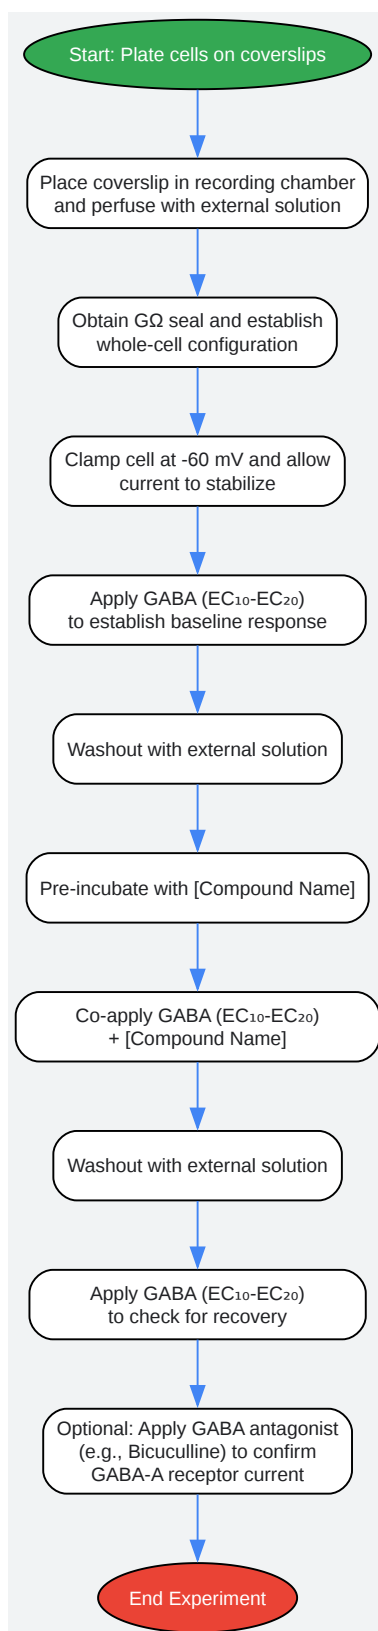 Start: Plate cells on coverslips
Place coverslip in recording chamber
and perfuse with external solution
Obtain GΩ seal and establish
whole-cell configuration
Clamp cell at -60 mV and allow
current to stabilize
Apply GABA (EC₁₀-EC₂₀)
to establish baseline response
Washout with external solution
Pre-incubate with [Compound Name]
Co-apply GABA (EC₁₀-EC₂₀)
+ [Compound Name]
Washout with external solution
Apply GABA (EC₁₀-EC₂₀)
to check for recovery
Optional: Apply GABA antagonist
(e.g., Bicuculline) to confirm
GABA-A receptor current
End Experiment